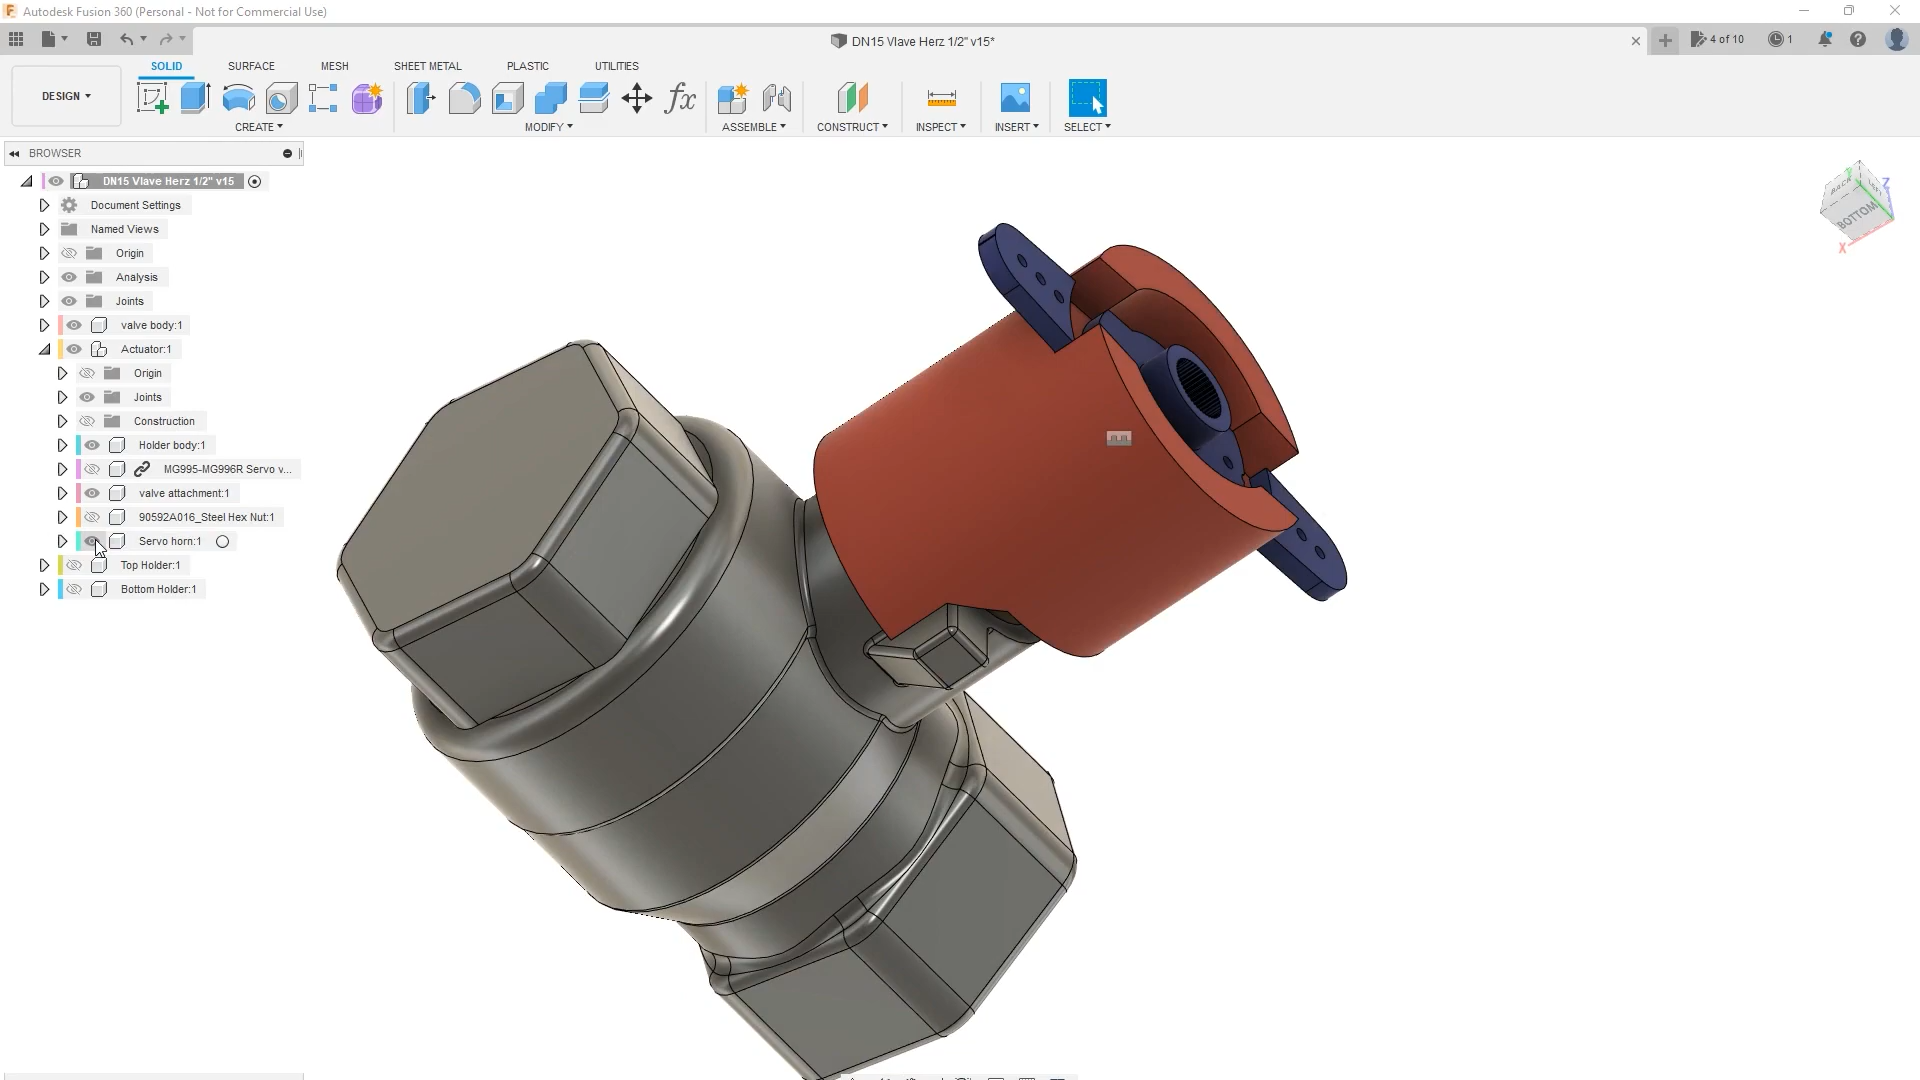 Autodesk Fusion 360 (Personal - Not for Commercial Use)
DN15 Vlave Herz 1/2" v15*
4 of 10
1
DESIGN
SOLID
SURFACE
MESH
SHEET METAL
PLASTIC
UTILITIES
fx
CREATE
MODIFY
ASSEMBLE
CONSTRUCT
INSPECT
INSERT
SELECT
BROWSER
DN15 Vlave Herz 1/2" v15
Document Settings
Named Views
Origin
Analysis
Joints
valve body:1
Actuator:1
Origin
Joints
Construction
Holder body:1
MG995-MG996R Servo v...
valve attachment:1
90592A016_Steel Hex Nut:1
Servo horn:1
Top Holder:1
Bottom Holder:1
BACK
BOTTOM
Z
X